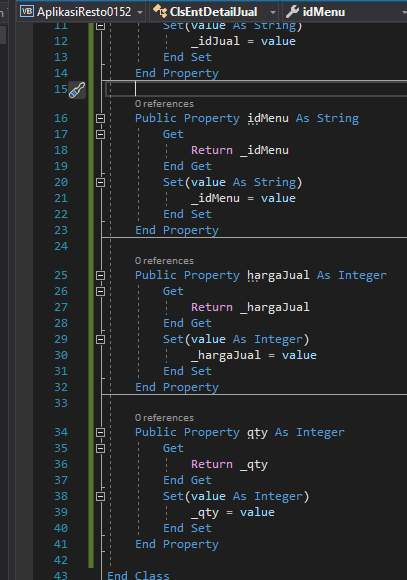 VB AplikasiResto0152 ClsEntDetailJual idMenu
11 Set(value As String)
12 _idJual = value
13 End Set
14 End Property
15
0 references
16 Public Property idMenu As String
17 Get
18 Return _idMenu
19 End Get
20 Set(value As String)
21 _idMenu = value
22 End Set
23 End Property
24
0 references
25 Public Property hargaJual As Integer
26 Get
27 Return _hargaJual
28 End Get
29 Set(value As Integer)
30 _hargaJual = value
31 End Set
32 End Property
33
0 references
34 Public Property qty As Integer
35 Get
36 Return _qty
37 End Get
38 Set(value As Integer)
39 _qty = value
40 End Set
41 End Property
42
43 End Class